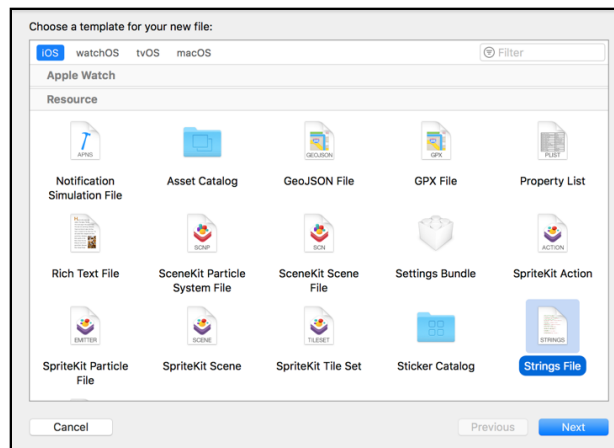 Choose a template for your new file:
iOS watchOS tvOS macOS Filter
Apple Watch
Resource
APNS GEOJSON GPX PLIST
Notification Simulation File
Asset Catalog
GeoJSON File
GPX File
Property List
SCNP SCN ACTION
Rich Text File
SceneKit Particle System File
SceneKit Scene File
Settings Bundle
SpriteKit Action
EMITTER SCENE TILESET STRINGS
SpriteKit Particle File
SpriteKit Scene
SpriteKit Tile Set
Sticker Catalog
Strings File
Cancel Previous Next